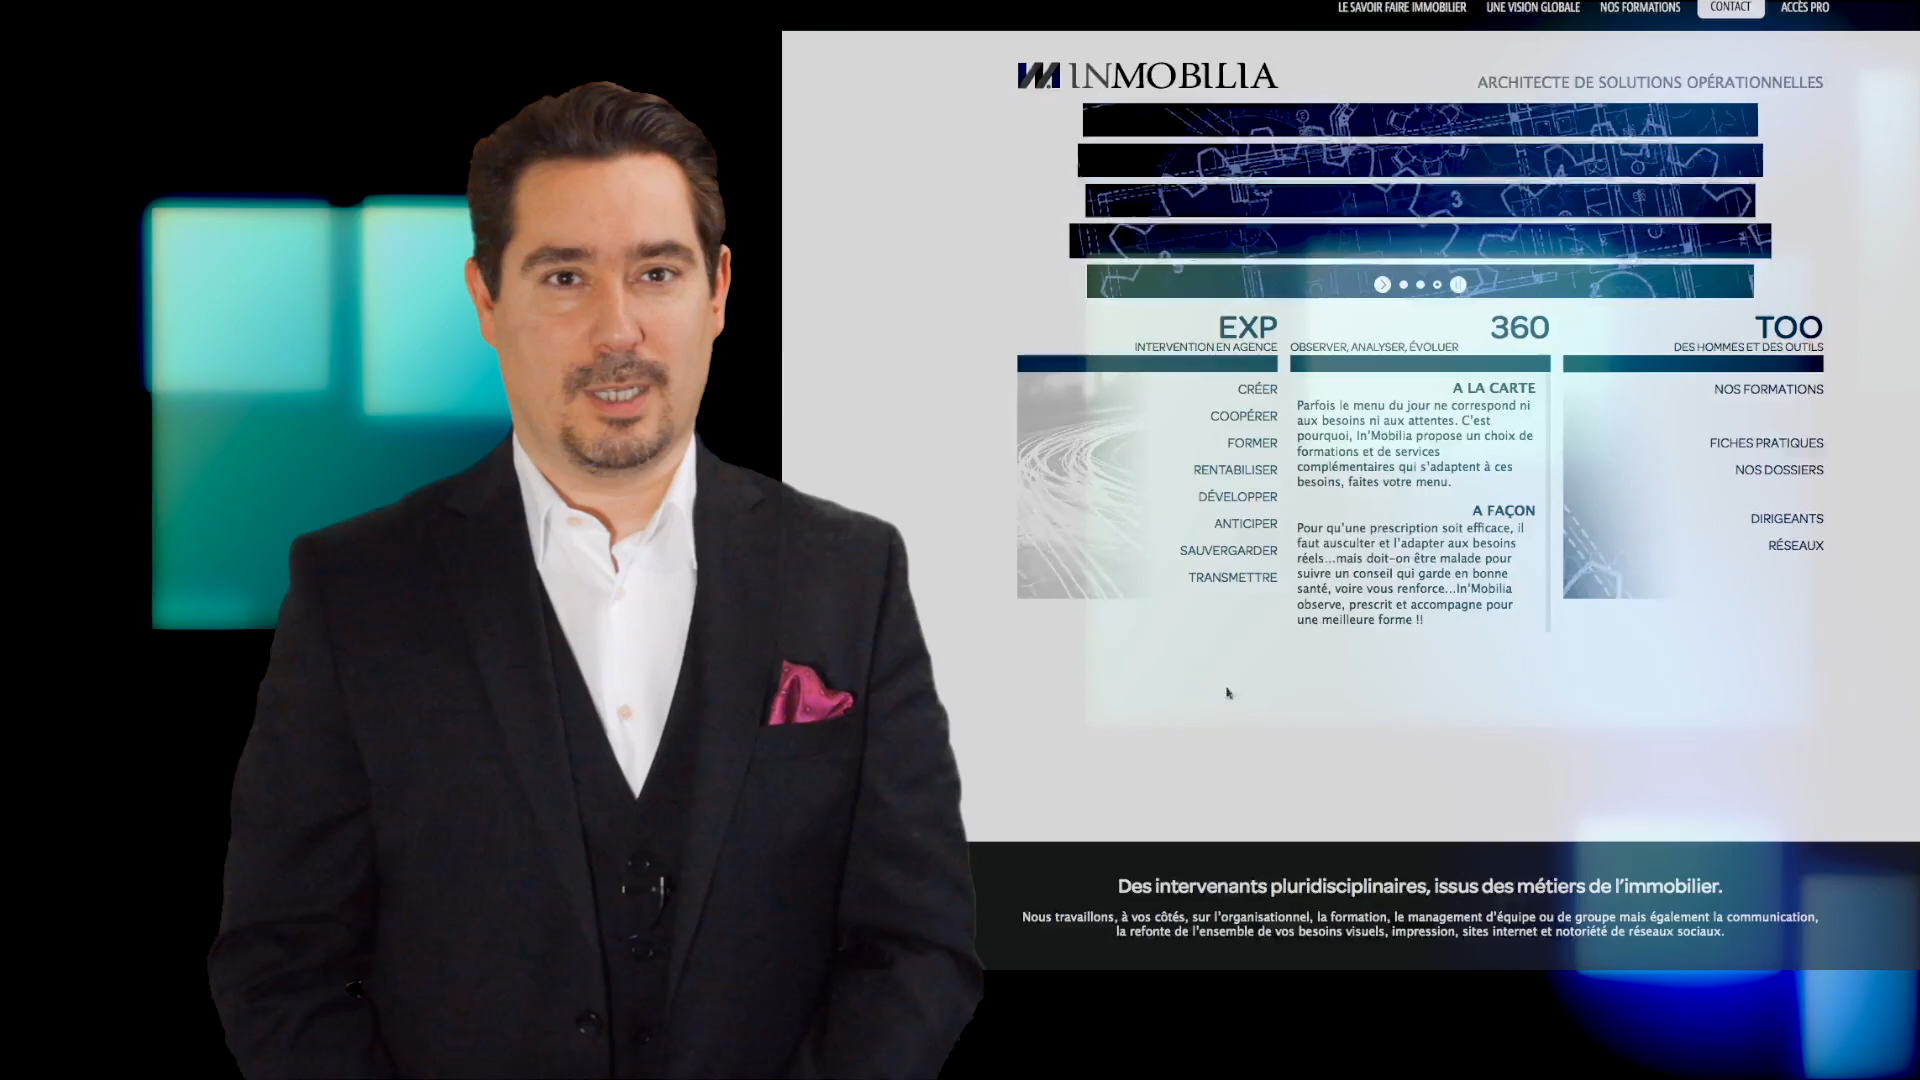 LE SAVOIR FAIRE IMMOBILIER UNE VISION GLOBALE NOS FORMATIONS CONTACT ACCÈS PRO
INMOBILIA
ARCHITECTE DE SOLUTIONS OPÉRATIONNELLES
3
EXP
INTERVENTION EN AGENCE
CRÉER
COOPÉRER
FORMER
RENTABILISER
DÉVELOPPER
ANTICIPER
SAUVERGARDER
TRANSMETTRE
360
OBSERVER, ANALYSER, ÉVOLUER
A LA CARTE
Parfois le menu du jour ne correspond ni
aux besoins ni aux attentes. C'est
pourquoi, In'Mobilia propose un choix de
formations et de services
complémentaires qui s'adaptent à ces
besoins, faites votre menu.
A FAÇON
Pour qu'une prescription soit efficace, il
faut ausculter et l'adapter aux besoins
réels...mais doit-on être malade pour
suivre un conseil qui garde en bonne
santé, voire vous renforce...In'Mobilia
observe, prescrit et accompagne pour
une meilleure forme !!
TOO
DES HOMMES ET DES OUTILS
NOS FORMATIONS
FICHES PRATIQUES
NOS DOSSIERS
DIRIGEANTS
RÉSEAUX
Des intervenants pluridisciplinaires, issus des métiers de l'immobilier.
Nous travaillons, à vos côtés, sur l'organisationnel, la formation, le management d'équipe ou de groupe mais également la communication,
la refonte de l'ensemble de vos besoins visuels, impression, sites internet et notoriété de réseaux sociaux.